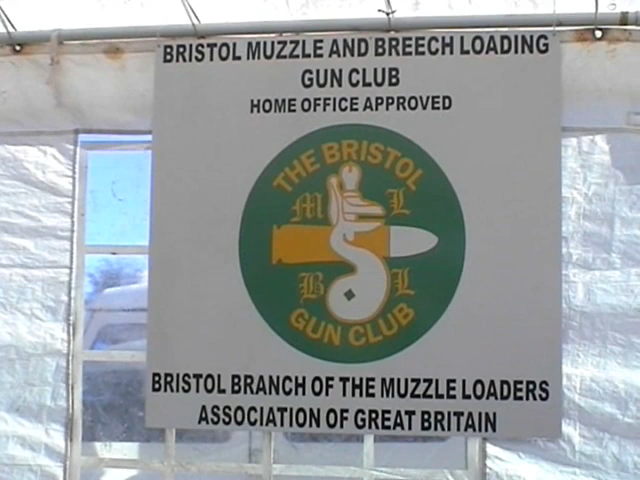 BRISTOL MUZZLE AND BREECH LOADING
GUN CLUB
HOME OFFICE APPROVED
THE BRISTOL
M L
B L
GUN CLUB
BRISTOL BRANCH OF THE MUZZLE LOADERS
ASSOCIATION OF GREAT BRITAIN